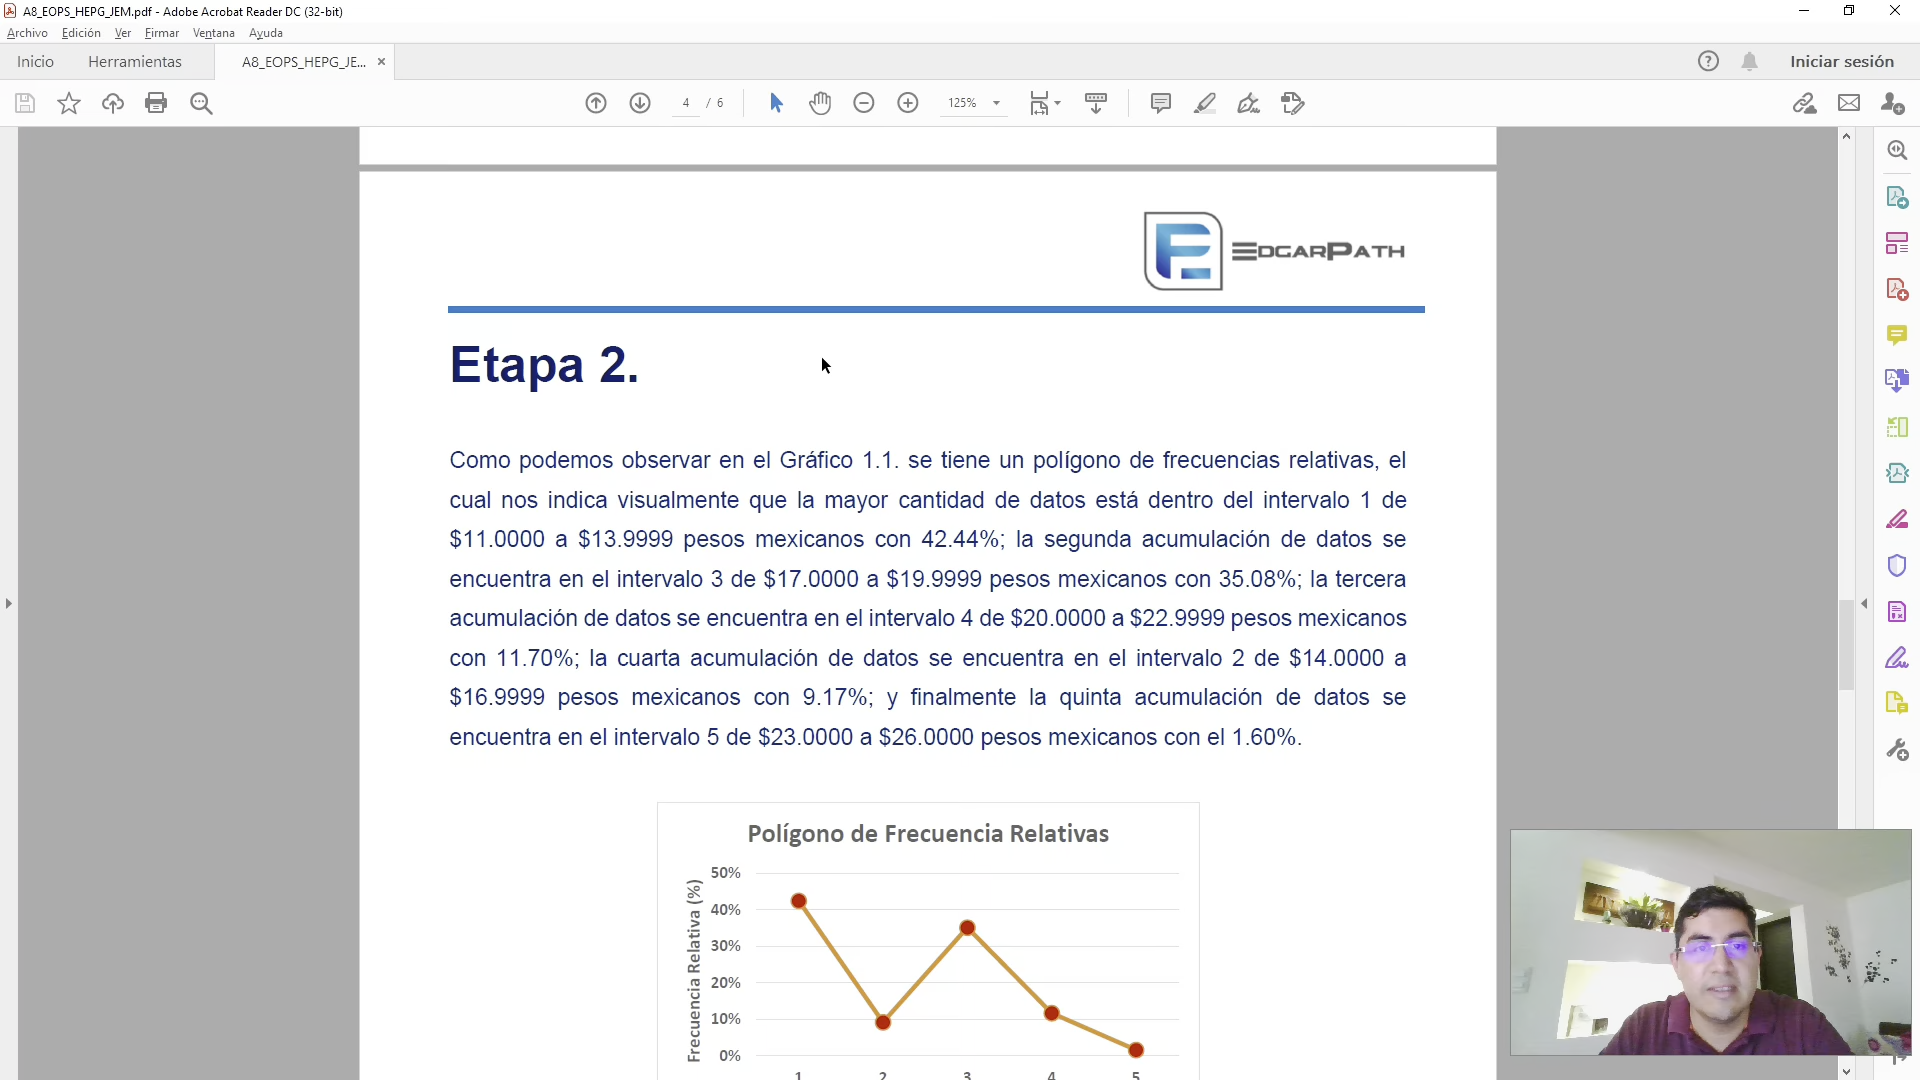 A8_EOPS_HEPG_JEM.pdf - Adobe Acrobat Reader DC (32-bit)
Archivo Edición Ver Firmar Ventana Ayuda
Inicio Herramientas A8_EOPS_HEPG_JE... × Iniciar sesión
4 / 6 125%
EDGARPATH
Etapa 2.
Como podemos observar en el Gráfico 1.1. se tiene un polígono de frecuencias relativas, el
cual nos indica visualmente que la mayor cantidad de datos está dentro del intervalo 1 de
$11.0000 a $13.9999 pesos mexicanos con 42.44%; la segunda acumulación de datos se
encuentra en el intervalo 3 de $17.0000 a $19.9999 pesos mexicanos con 35.08%; la tercera
acumulación de datos se encuentra en el intervalo 4 de $20.0000 a $22.9999 pesos mexicanos
con 11.70%; la cuarta acumulación de datos se encuentra en el intervalo 2 de $14.0000 a
$16.9999 pesos mexicanos con 9.17%; y finalmente la quinta acumulación de datos se
encuentra en el intervalo 5 de $23.0000 a $26.0000 pesos mexicanos con el 1.60%.
Polígono de Frecuencia Relativas
Frecuencia Relativa (%)
50%
40%
30%
20%
10%
0%
1 2 3 4 5